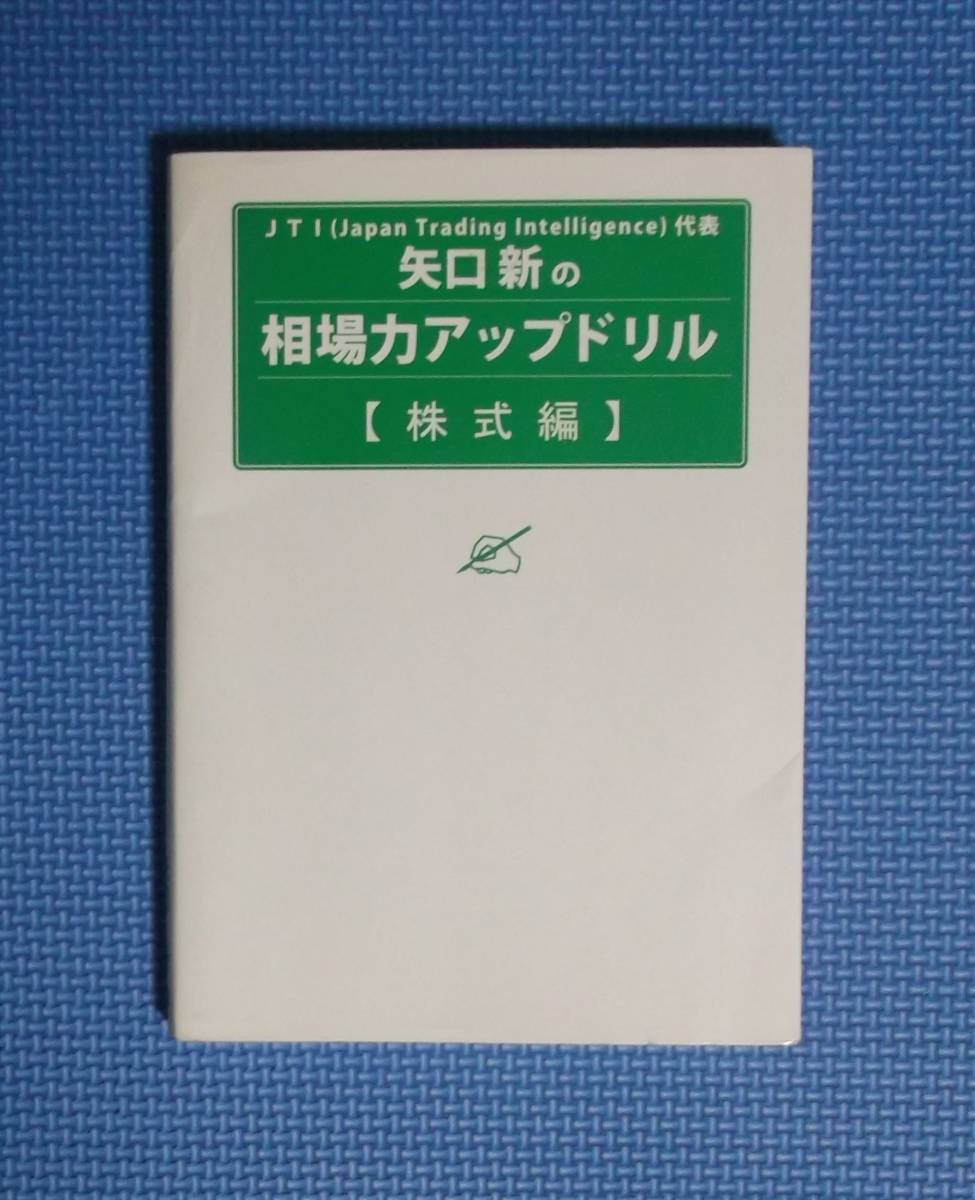 JTI(Japan Trading Intelligence)代表
矢口 新の
相場力アップドリル
【株式編】